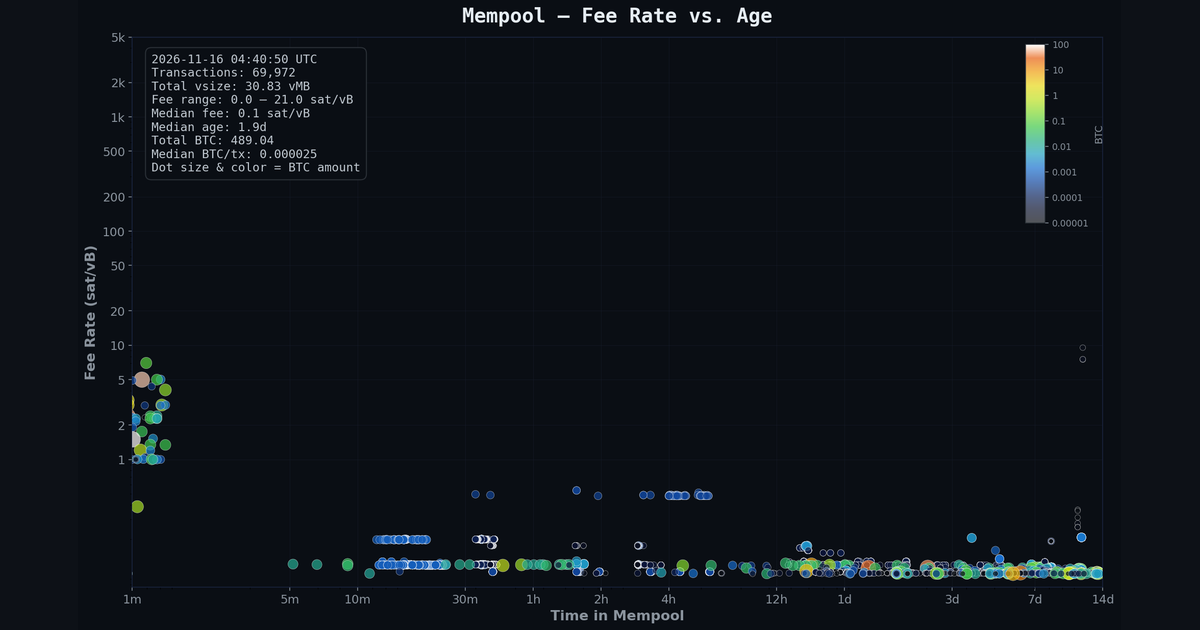 Mempool — Fee Rate vs. Age
2026-11-16 04:40:50 UTC
Transactions: 69,972
Total vsize: 30.83 vMB
Fee range: 0.0 – 21.0 sat/vB
Median fee: 0.1 sat/vB
Median age: 1.9d
Total BTC: 489.04
Median BTC/tx: 0.000025
Dot size & color = BTC amount
5k
2k
1k
500
200
100
50
20
10
5
2
1
Fee Rate (sat/vB)
100
10
1
0.1
0.01
0.001
0.0001
0.00001
BTC
1m 5m 10m 30m 1h 2h 4h 12h 1d 3d 7d 14d
Time in Mempool